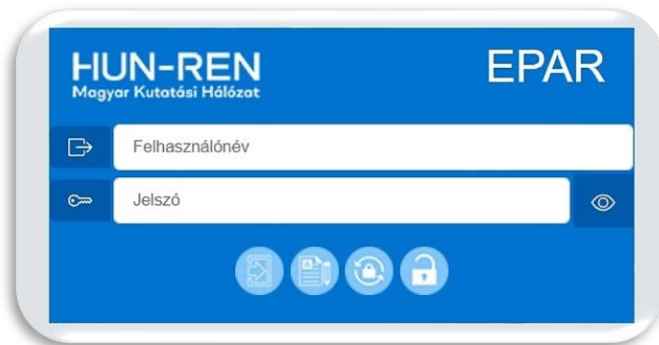 HUN-REN
Magyar Kutatási Hálózat
EPAR
Felhasználónév
Jelszó